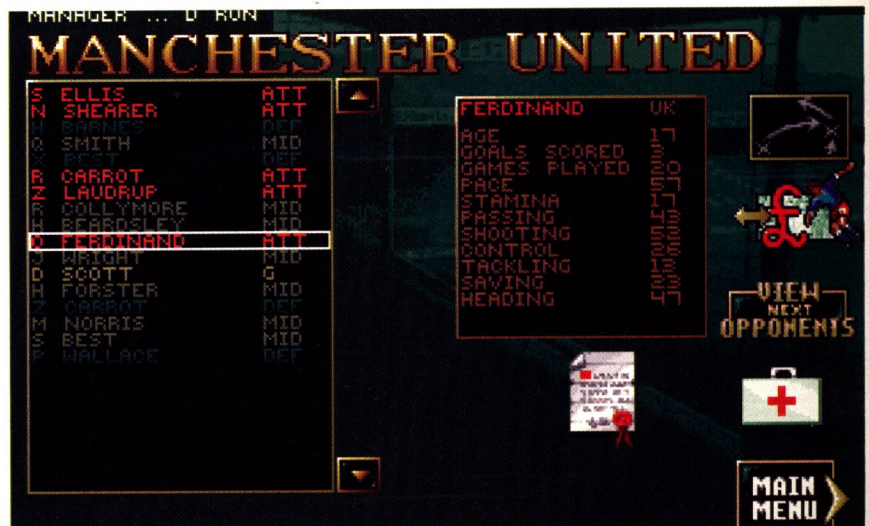 MANAGER ... D RUN
MANCHESTER UNITED
S ELLIS ATT
N SHEARER ATT
H BARNES DEF
Q SMITH MID
X BEST DEF
R CARROT ATT
Z LAUDRUP ATT
R COLLYMORE MID
W BEARDSLEY MID
O FERDINAND ATT
J WRIGHT MID
D SCOTT G
H FORSTER MID
Z CARROT DEF
M NORRIS MID
S BEST MID
P WALLACE DEF
FERDINAND UK
AGE 17
GOALS SCORED 3
GAMES PLAYED 20
PACE 57
STAMINA 17
PASSING 43
SHOOTING 52
CONTROL 26
TACKLING 13
SAVING 23
HEADING 47
£
VIEW
NEXT
OPPONENTS
MAIN
MENU